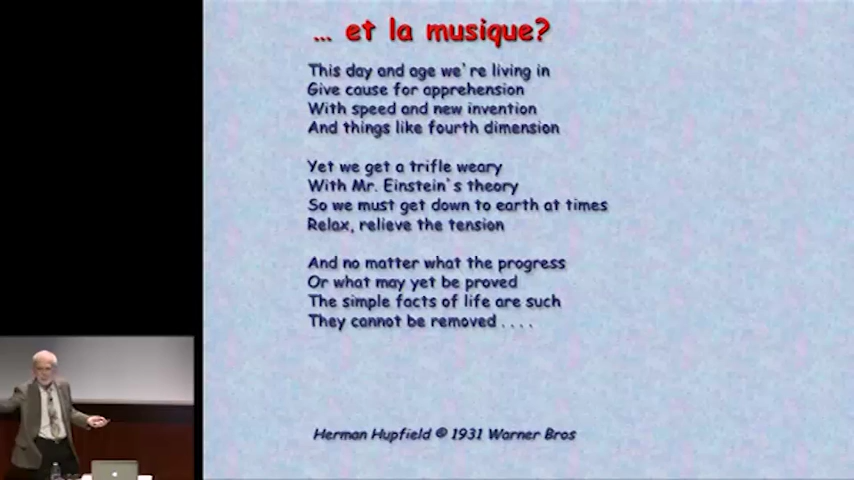 ... et la musique?
This day and age we're living in
Give cause for apprehension
With speed and new invention
And things like fourth dimension
Yet we get a trifle weary
With Mr. Einstein's theory
So we must get down to earth at times
Relax, relieve the tension
And no matter what the progress
Or what may yet be proved
The simple facts of life are such
They cannot be removed . . . .
Herman Hupfield © 1931 Warner Bros